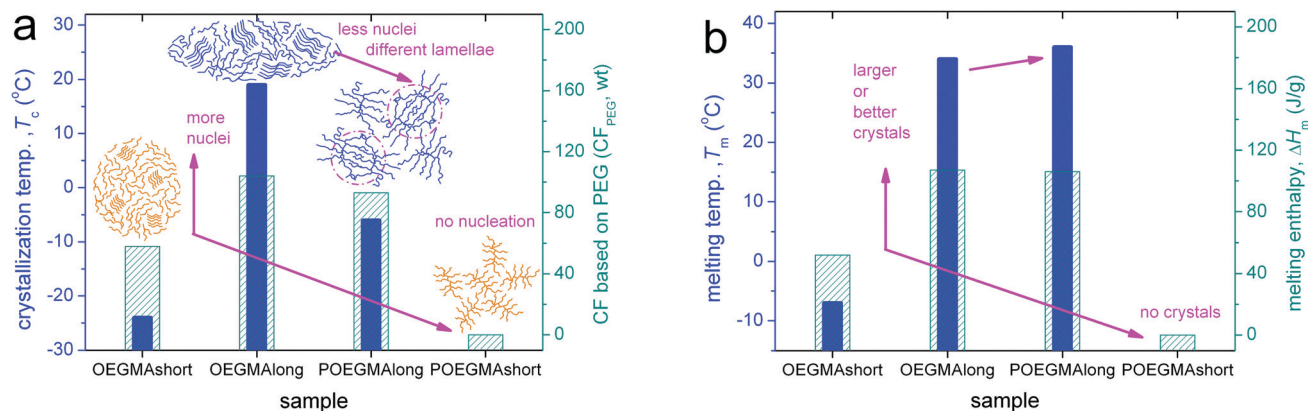 a
crystallization temp. , Tc (°C)
30
20
10
0
-10
-20
-30
less nuclei
different lamellae
more
nuclei
no nucleation
200
160
120
80
40
0
CF based on PEG (CFPEG, wt)
OEGMAshort
OEGMAlong
POEGMAlong
POEGMAshort
sample
b
melting temp. , Tm (°C)
40
30
20
10
0
-10
larger
or
better
crystals
no crystals
200
160
120
80
40
0
melting enthalpy, ΔHm (J/g)
OEGMAshort
OEGMAlong
POEGMAlong
POEGMAshort
sample